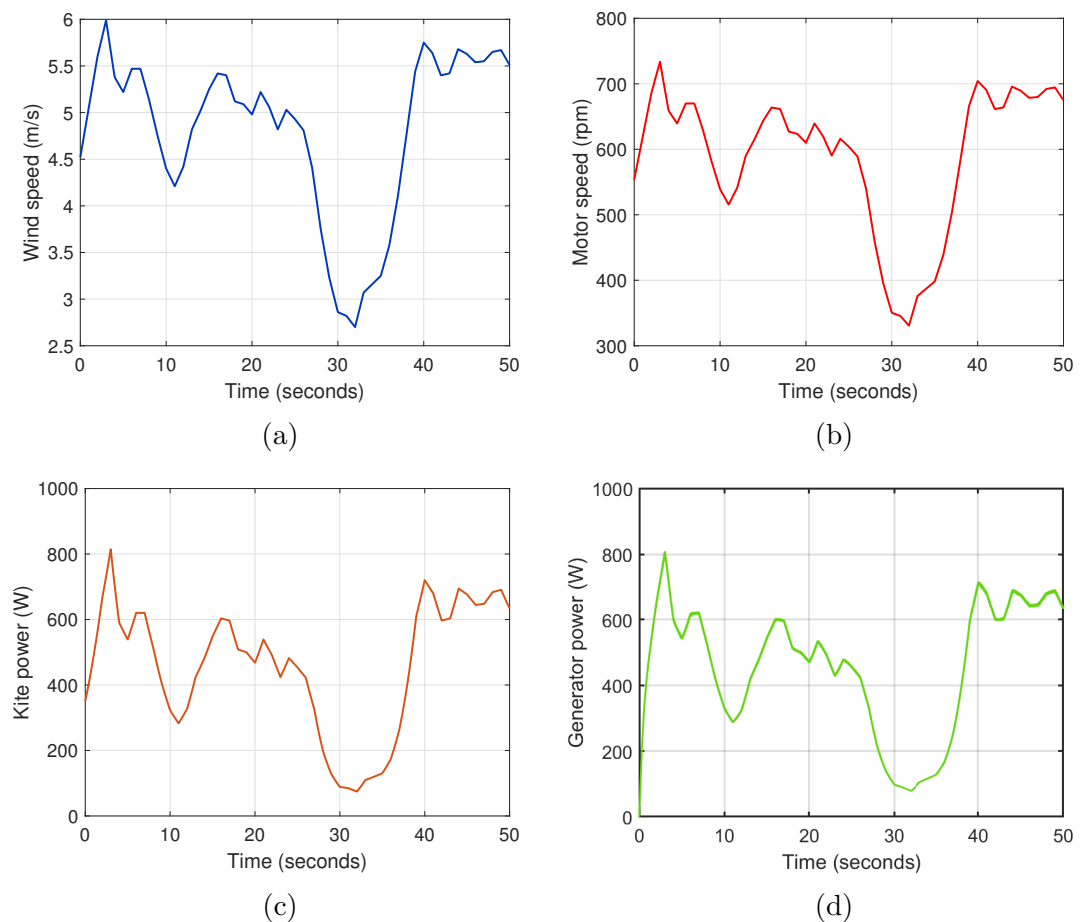 Wind speed (m/s)
6
5.5
5
4.5
4
3.5
3
2.5
0 10 20 30 40 50
Time (seconds)
(a)
Motor speed (rpm)
800
700
600
500
400
300
0 10 20 30 40 50
Time (seconds)
(b)
Kite power (W)
1000
800
600
400
200
0
0 10 20 30 40 50
Time (seconds)
(c)
Generator power (W)
1000
800
600
400
200
0
0 10 20 30 40 50
Time (seconds)
(d)